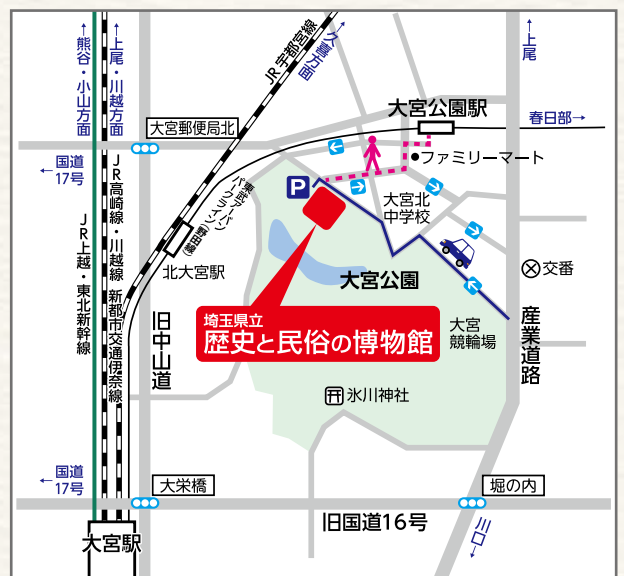 ←熊谷・小山方面
←上尾・川越方面
JR宇都宮線
←久喜方面
←上尾
大宮公園駅
春日部→
大宮郵便局北
←国道
17号
JR高崎線・川越線
JR上越・東北新幹線
新都市交通伊奈線
東武アーバン
パークライン(野田線)
北大宮駅
旧中山道
P
ファミリーマート
大宮北
中学校
交番
大宮公園
埼玉県立
歴史と民俗の博物館
大宮
競輪場
産業道路
氷川神社
←国道
17号
大栄橋
堀の内
旧国道16号
川口→
大宮駅